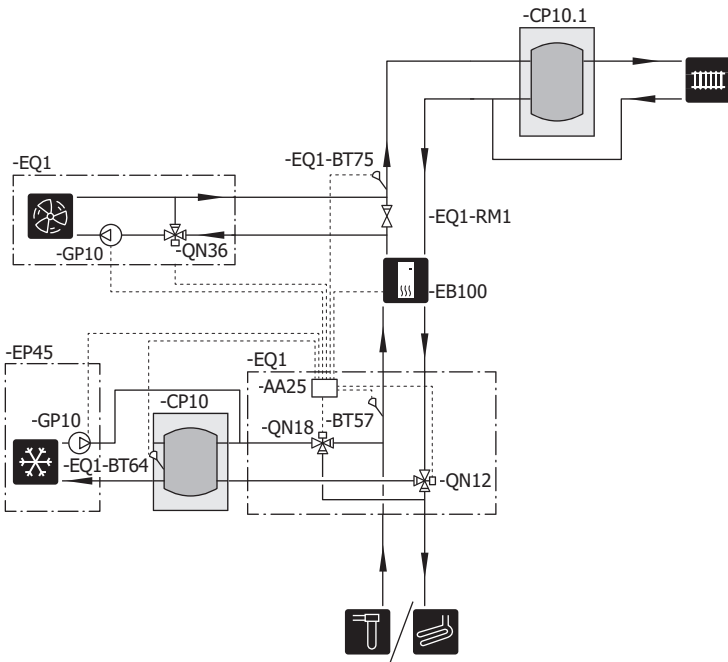 -CP10.1
-EQ1
-EQ1-BT75
-EQ1-RM1
-GP10
-QN36
-EB100
-EP45
-EQ1
-CP10
-AA25
-GP10
-QN18
-BT57
-EQ1-BT64
-QN12